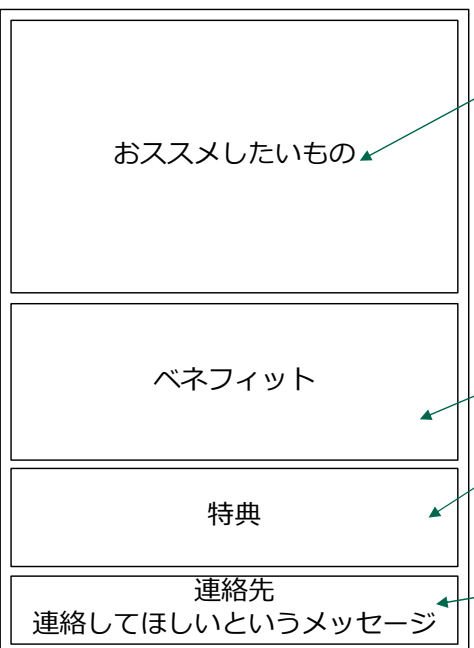 おススメしたいもの
ベネフィット
特典
連絡先
連絡してほしいというメッセージ